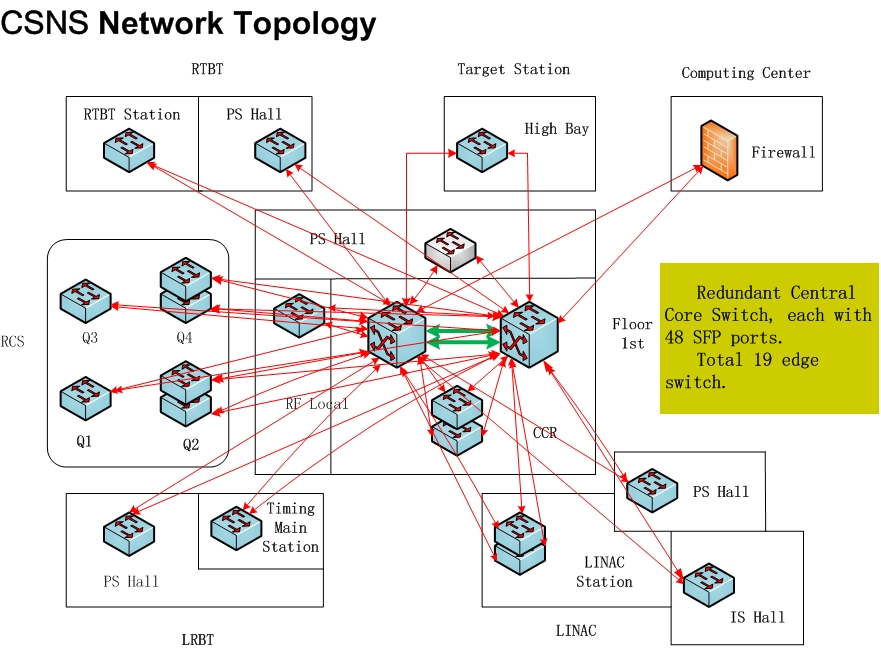 CSNS Network Topology
RTBT
Target Station
Computing Center
RTBT Station
PS Hall
High Bay
Firewall
PS Hall
RCS
Q3
Q4
Q1
Q2
RF Local
CCR
Floor
1st
Redundant Central
Core Switch, each with
48 SFP ports.
Total 19 edge
switch.
PS Hall
Timing
Main
Station
LRBT
LINAC
Station
PS Hall
IS Hall
LINAC